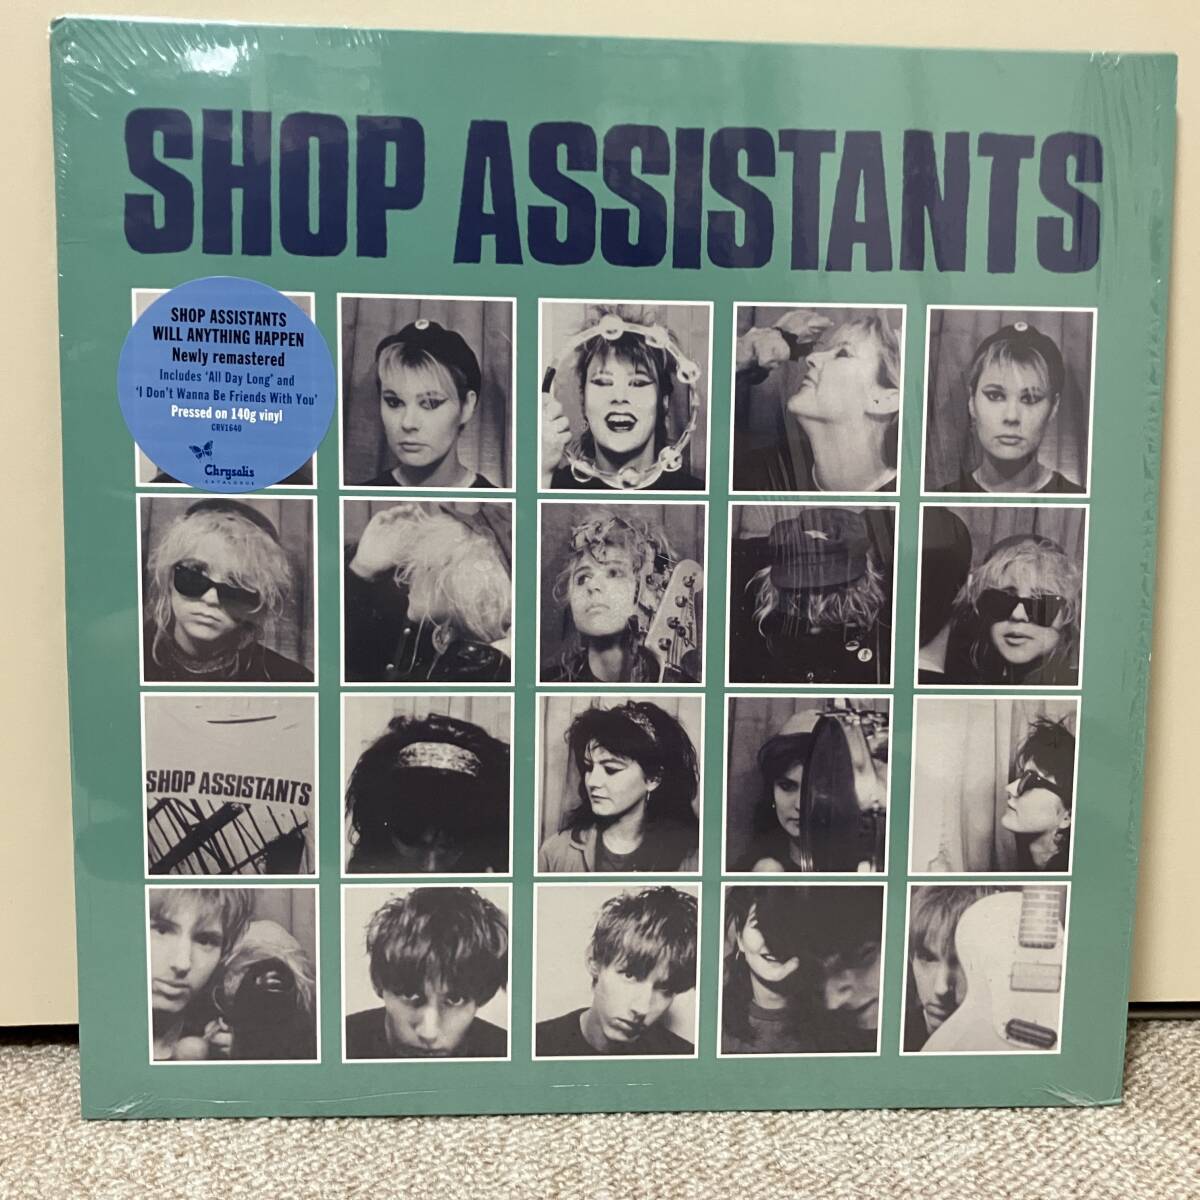 SHOP ASSISTANTS
SHOP ASSISTANTS
WILL ANYTHING HAPPEN
Newly remastered
Includes 'All Day Long' and
'I Don't Wanna Be Friends With You'
Pressed on 140g vinyl
CRV1640
Chrysalis
CATALOGUE
SHOP ASSISTANTS